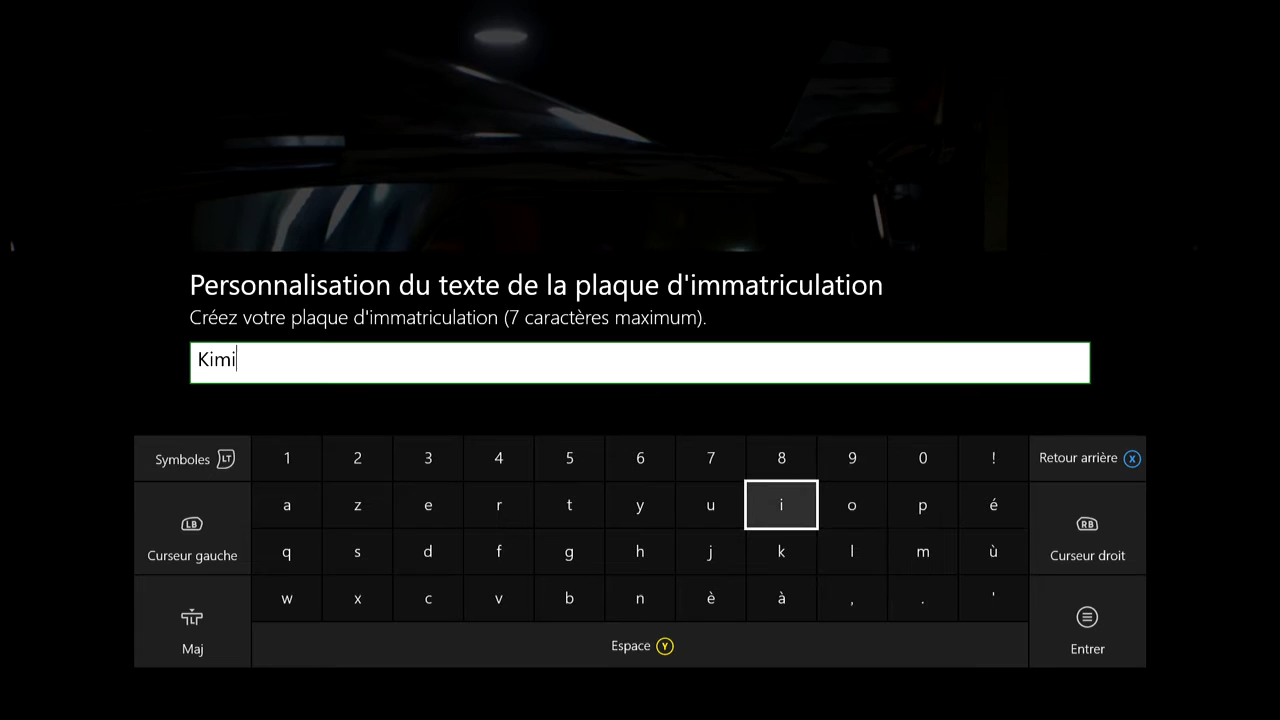 Personnalisation du texte de la plaque d'immatriculation
Créez votre plaque d'immatriculation (7 caractères maximum).
Kimi
Symboles LT 1 2 3 4 5 6 7 8 9 0 ! Retour arrière X
a z e r t y u i o p é
LB Curseur gauche
RB Curseur droit
q s d f g h j k l m ù
w x c v b n è à , . '
LT Maj
Entrer
Espace Y